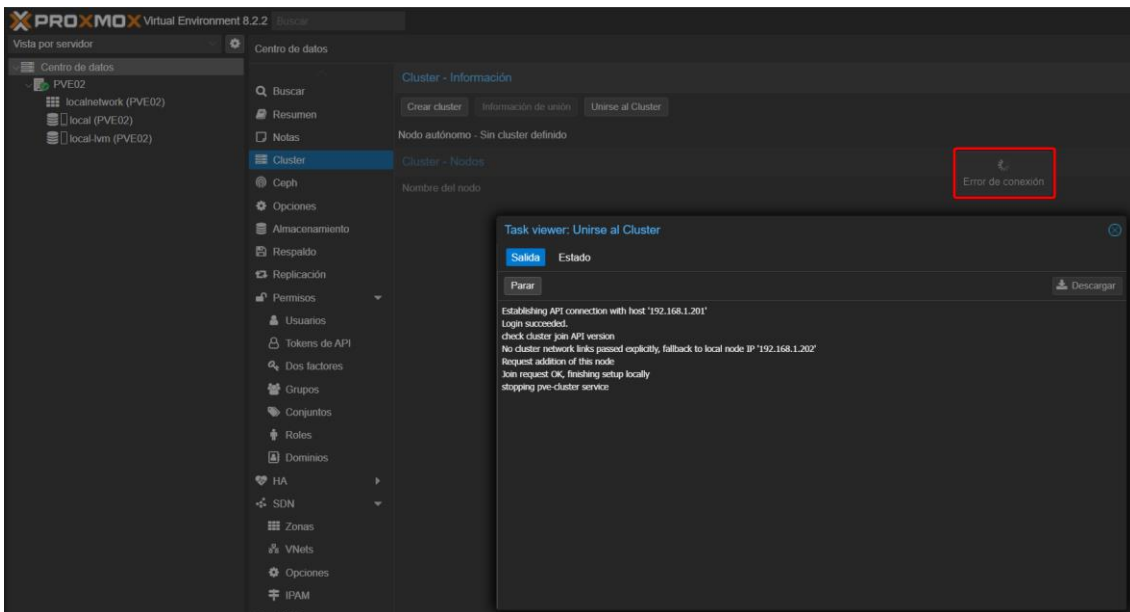 PROXMOX Virtual Environment 8.2.2 Buscar
Vista por servidor
Centro de datos
PVE02
localnetwork (PVE02)
local (PVE02)
local-lvm (PVE02)
Centro de datos
Buscar
Resumen
Notas
Cluster
Ceph
Opciones
Almacenamiento
Respaldo
Replicación
Permisos
Usuarios
Tokens de API
Dos factores
Grupos
Conjuntos
Roles
Dominios
HA
SDN
Zonas
VNets
Opciones
IPAM
Cluster - Información
Crear cluster Información de unión Unirse al Cluster
Nodo autónomo - Sin cluster definido
Cluster - Nodos
Nombre del nodo
Error de conexión
Task viewer: Unirse al Cluster
Salida Estado
Parar Descargar
Establishing API connection with host '192.168.1.201'
Login succeeded.
check cluster join API version
No cluster network links passed explicitly, fallback to local node IP '192.168.1.202'
Request addition of this node
Join request OK, finishing setup locally
stopping pve-cluster service